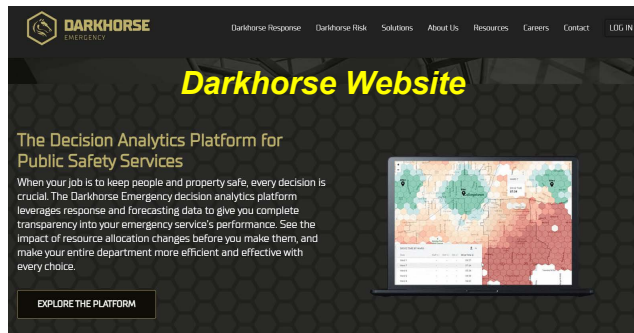 DARKHORSE
EMERGENCY
Darkhorse Response Darkhorse Risk Solutions About Us Resources Careers Contact LOG IN
Darkhorse Website
The Decision Analytics Platform for
Public Safety Services
When your job is to keep people and property safe, every decision is
crucial. The Darkhorse Emergency decision analytics platform
leverages response and forecasting data to give you complete
transparency into your emergency service's performance. See the
impact of resource allocation changes before you make them, and
make your entire department more efficient and effective with
every choice.
EXPLORE THE PLATFORM